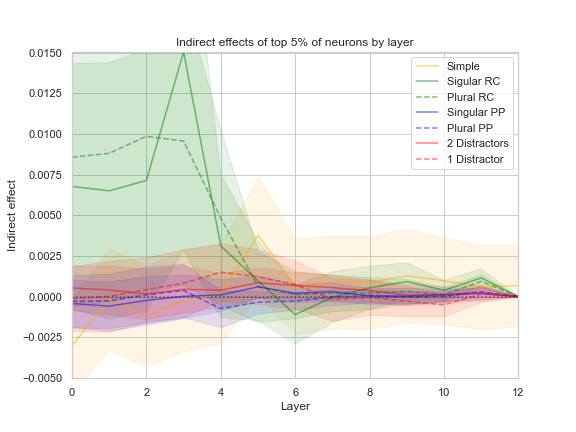 Indirect effects of top 5% of neurons by layer
0.0150
0.0125
0.0100
0.0075
0.0050
0.0025
0.0000
−0.0025
−0.0050
Indirect effect
Simple
Sigular RC
Plural RC
Singular PP
Plural PP
2 Distractors
1 Distractor
0 2 4 6 8 10 12
Layer